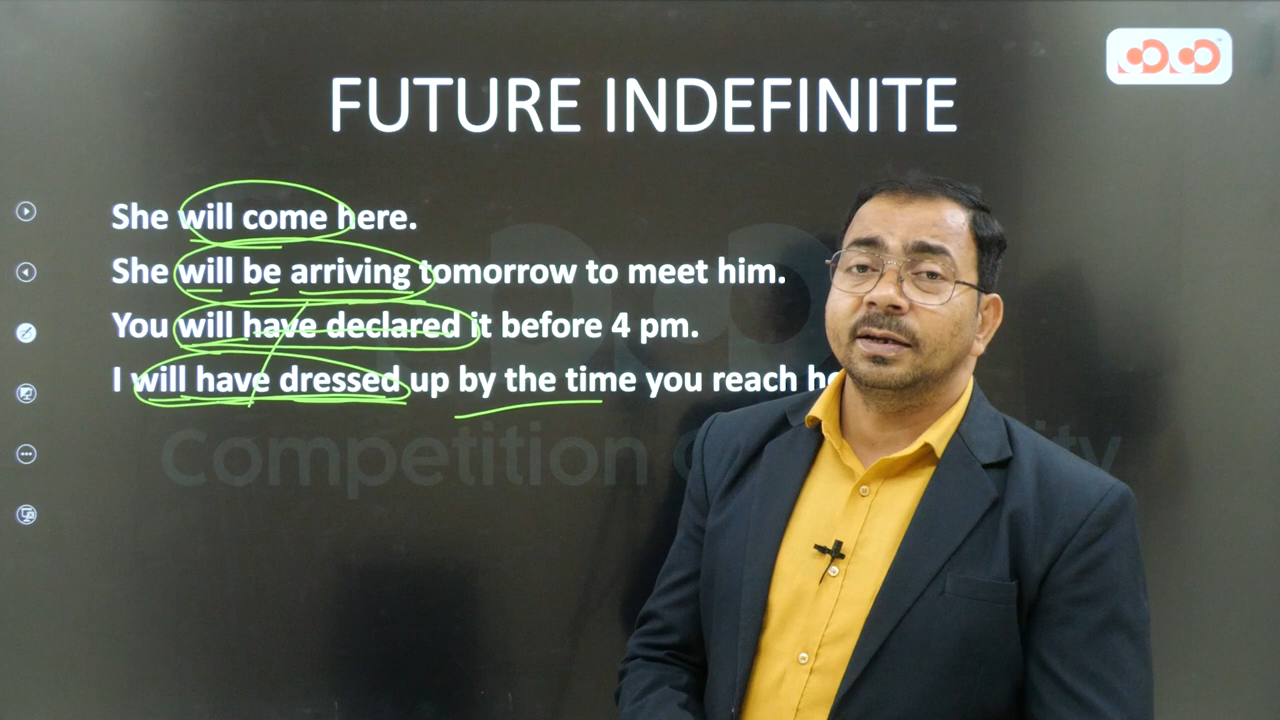 FUTURE INDEFINITE
She will come here.
She will be arriving tomorrow to meet him.
You will have declared it before 4 pm.
I will have dressed up by the time you reach
Competition